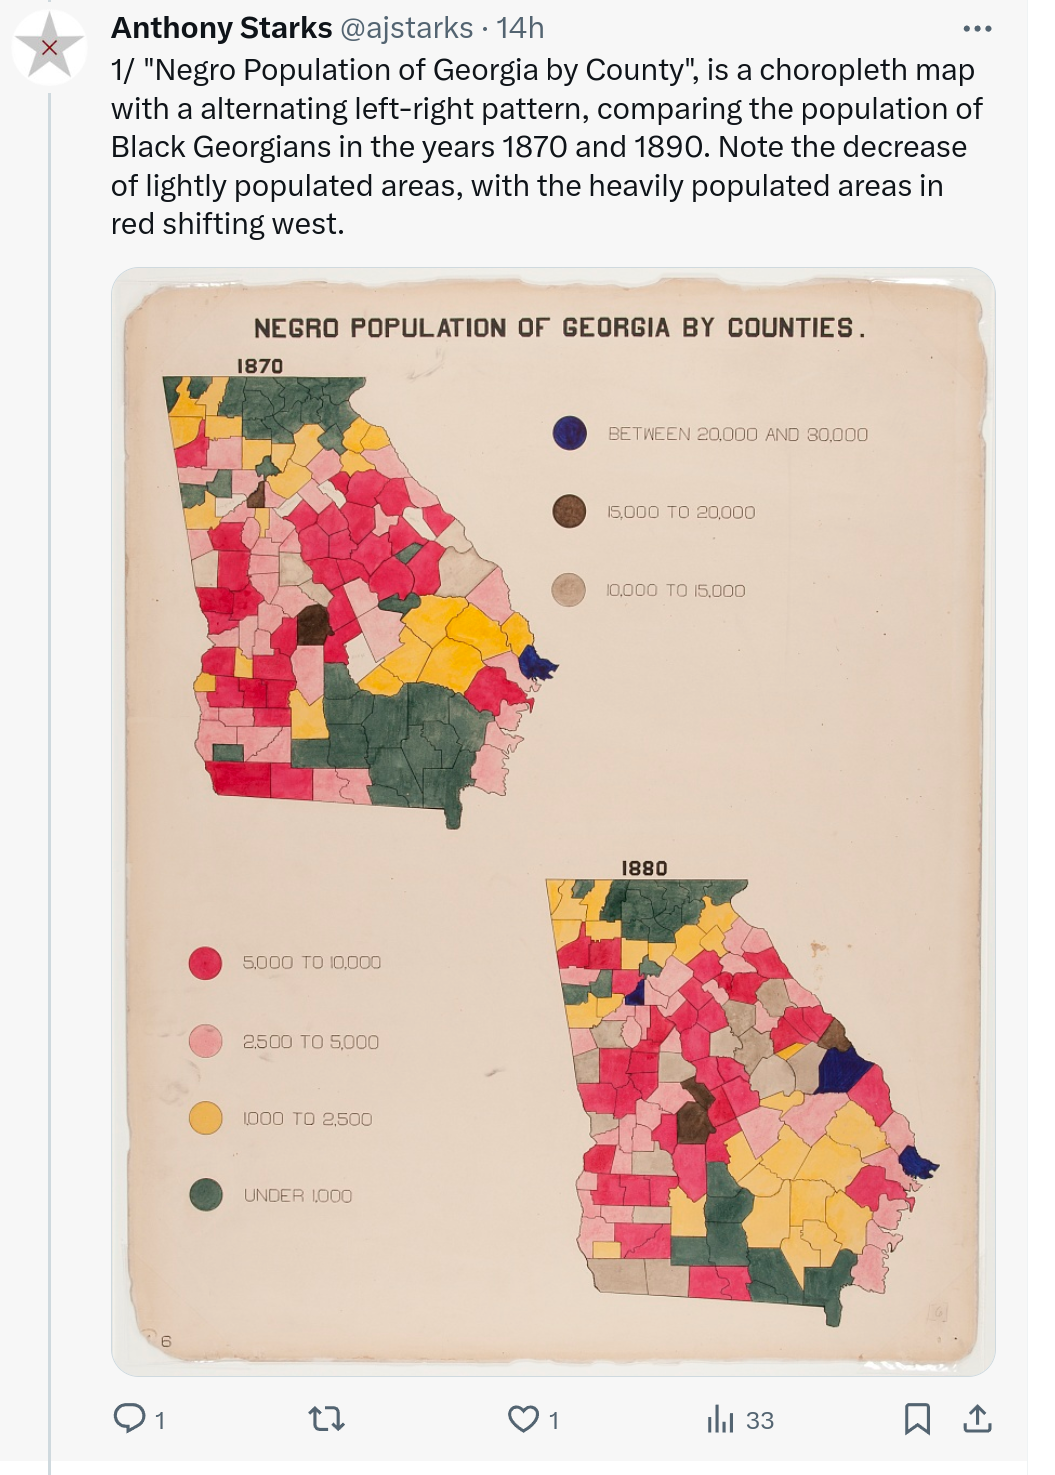 Anthony Starks @ajstarks · 14h
1/ "Negro Population of Georgia by County", is a choropleth map
with a alternating left-right pattern, comparing the population of
Black Georgians in the years 1870 and 1890. Note the decrease
of lightly populated areas, with the heavily populated areas in
red shifting west.
NEGRO POPULATION OF GEORGIA BY COUNTIES.
1870
BETWEEN 20,000 AND 30,000
15,000 TO 20,000
10,000 TO 15,000
1880
5,000 TO 10,000
2,500 TO 5,000
1,000 TO 2,500
UNDER 1,000
6
1
1
33